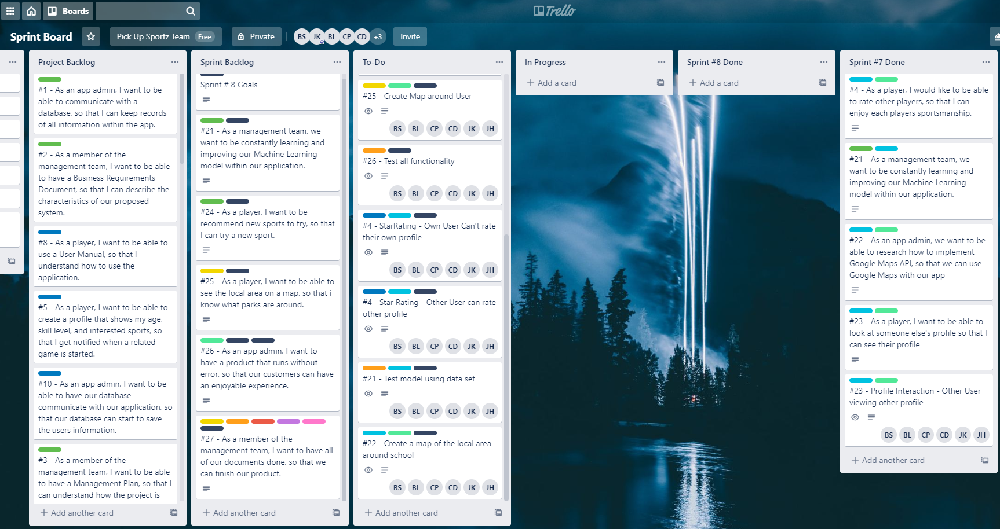 Boards
Trello
Sprint Board
Pick Up Sportz Team Free
Private
BS JK BL CP CD +3
Invite
Project Backlog
#1 - As an app admin, I want to be
able to communicate with a
database, so that I can keep records
of all information within the app.
#2 - As a member of the
management team, I want to be able
to have a Business Requirements
Document, so that I can describe the
characteristics of our proposed
system.
#8 - As a player, I want to be able to
use a User Manual, so that I
understand how to use the
application.
#5 - As a player, I want to be able to
create a profile that shows my age,
skill level, and interested sports, so
that I get notified when a related
game is started.
#10 - As an app admin, I want to be
able to have our database
communicate with our application, so
that our database can start to save
the users information.
#3 - As a member of the
management team, I want to be able
to have a Management Plan, so that I
can understand how the project is
+ Add another card
Sprint Backlog
Sprint # 8 Goals
#21 - As a management team, we
want to be constantly learning and
improving our Machine Learning
model within our application.
#24 - As a player, I want to be
recommend new sports to try, so that
I can try a new sport.
#25 - As a player, I want to be able to
see the local area on a map, so that i
know what parks are around.
#26 - As an app admin, I want to
have a product that runs without
error, so that our customers can have
an enjoyable experience.
#27 - As a member of the
management team, I want to have all
of our documents done, so that we
can finish our product.
+ Add another card
To-Do
#25 - Create Map around User
BS BL CP CD JK JH
#26 - Test all functionality
BS BL CP CD JK JH
#4 - StarRating - Own User Can't rate
their own profile
BS BL CP CD JK JH
#4 - Star Rating - Other User can rate
other profile
BS BL CP CD JK JH
#21 - Test model using data set
BS BL CP CD JK JH
#22 - Create a map of the local area
around school
BS BL CP CD JK JH
+ Add another card
In Progress
+ Add a card
Sprint #8 Done
+ Add a card
Sprint #7 Done
#4 - As a player, I would like to be able
to rate other players, so that I can
enjoy each players sportsmanship.
#21 - As a management team, we
want to be constantly learning and
improving our Machine Learning
model within our application.
#22 - As an app admin, we want to be
able to research how to implement
Google Maps API, so that we can use
Google Maps with our app
#23 - As a player, I want to be able to
look at someone else's profile so that I
can see their profile
#23 - Profile Interaction - Other User
viewing other profile
BS BL CP CD JK JH
+ Add another card